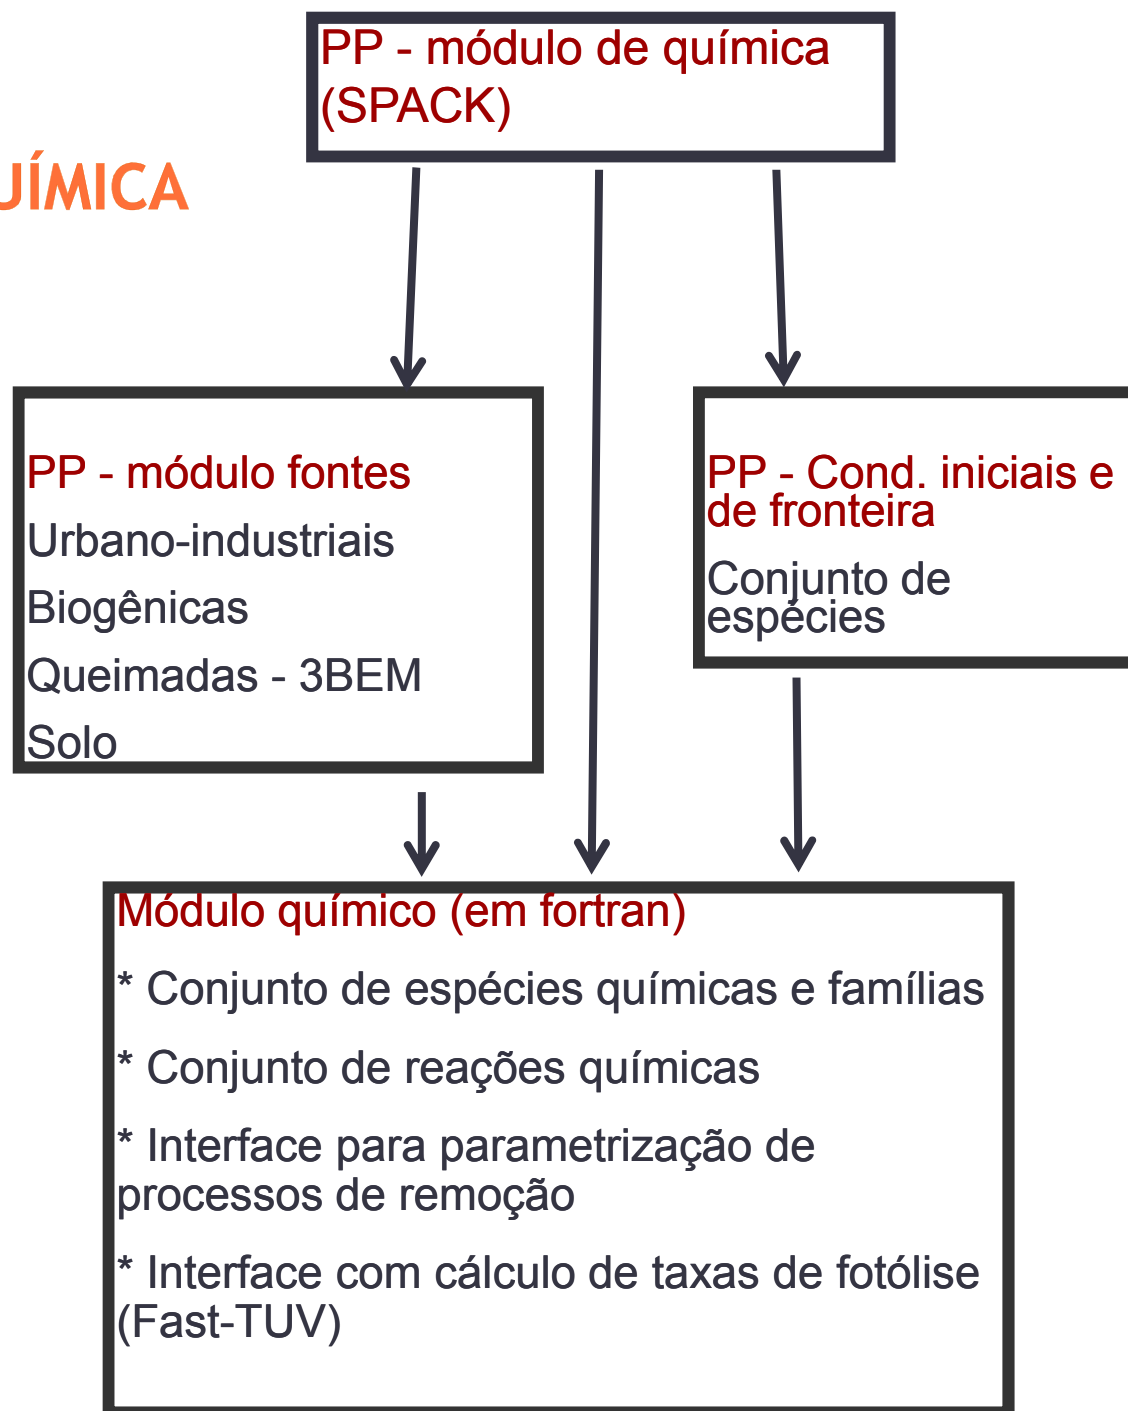 PP - módulo de química
(SPACK)
UÍMICA
PP - módulo fontes
Urbano-industriais
Biogênicas
Queimadas - 3BEM
Solo
PP - Cond. iniciais e
de fronteira
Conjunto de
espécies
Módulo químico (em fortran)
* Conjunto de espécies químicas e famílias
* Conjunto de reações químicas
* Interface para parametrização de
processos de remoção
* Interface com cálculo de taxas de fotólise
(Fast-TUV)